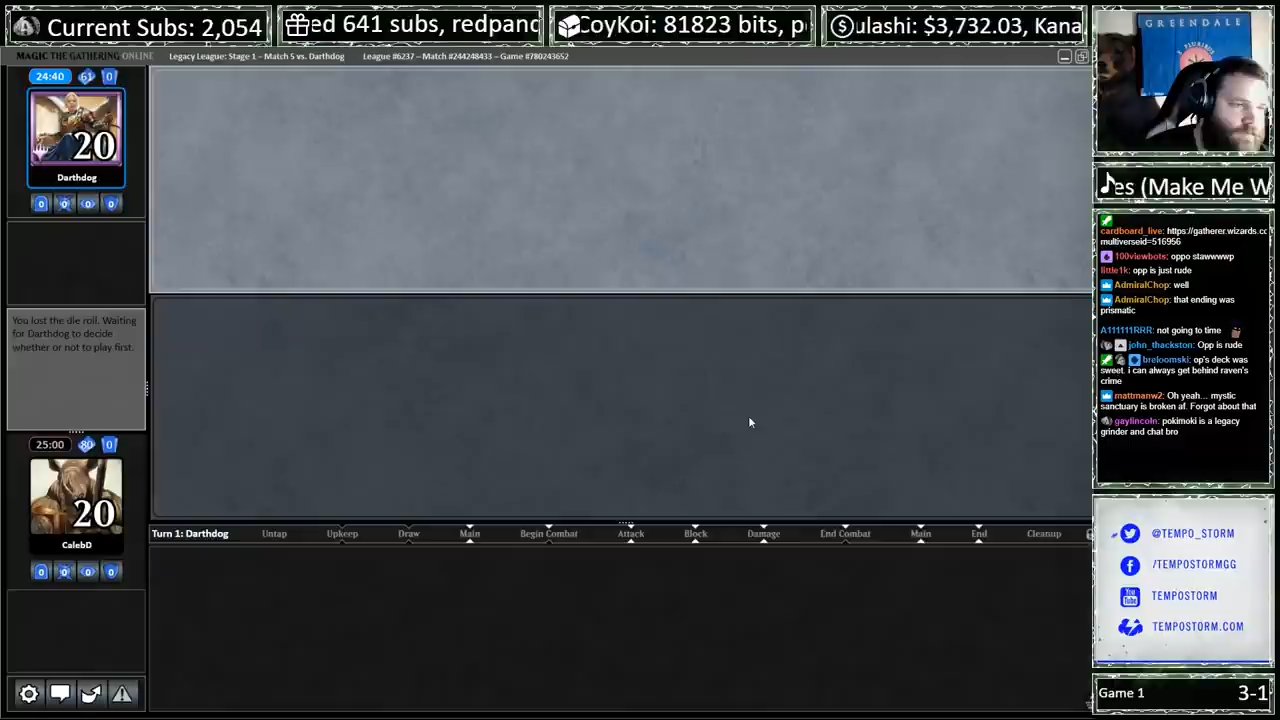 Current Subs: 2,054
ed 641 subs, redpand
CoyKoi: 81823 bits, p
ulashi: $3,732.03, Kana
GREENDALE
MAGIC THE GATHERING ONLINE
Legacy League: Stage 1 – Match 5 vs. Darthdog
League #6237 – Match #244248433 – Game #780243652
24:40 61 0
20
Darthdog
0 0 0 0
You lost the die roll. Waiting
for Darthdog to decide
whether or not to play first.
25:00 80 0
20
CalebD
0 0 0 0
Turn 1: Darthdog
Untap
Upkeep
Draw
Main
Begin Combat
Attack
Block
Damage
End Combat
Main
End
Cleanup
es (Make Me W
cardboard_live: https://gatherer.wizards.cc
multiverseid=516956
100viewbots: oppo stawwwwp
little1k: opp is just rude
AdmiralChop: well
AdmiralChop: that ending was
prismatic
A111111RRR: not going to time
john_thackston: Opp is rude
breloomski: op's deck was
sweet. i can always get behind raven's
crime
mattmanw2: Oh yeah... mystic
sanctuary is broken af. Forgot about that
gaylincoln: pokimoki is a legacy
grinder and chat bro
@TEMPO_STORM
/TEMPOSTORMGG
TEMPOSTORM
TEMPOSTORM.COM
Game 1
3-1